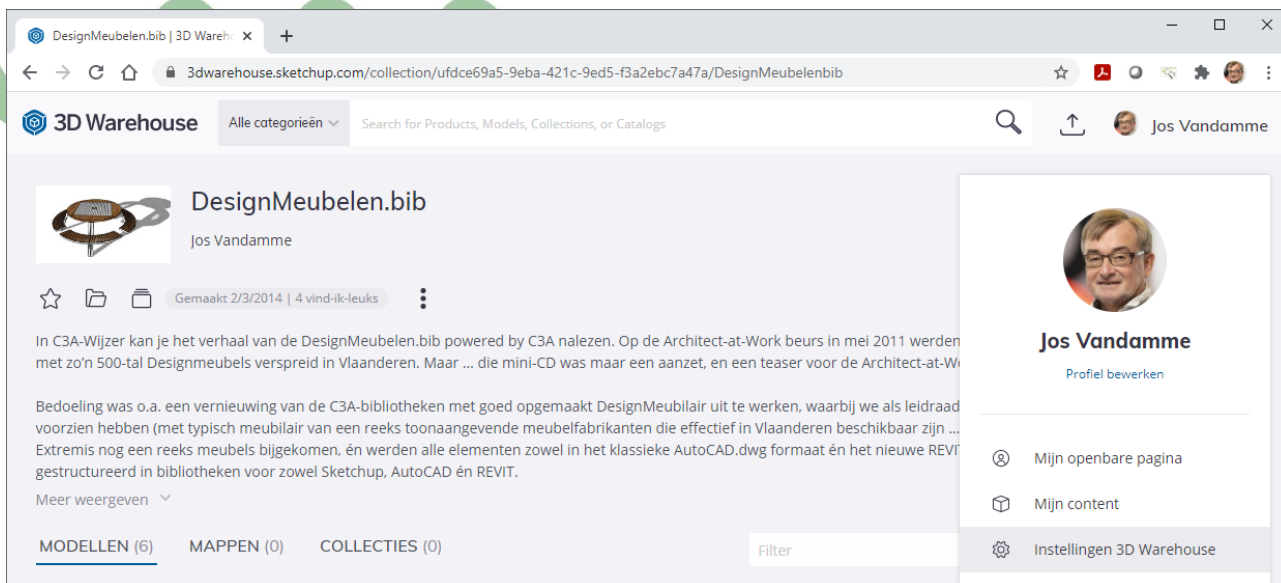 DesignMeubelen.bib | 3D Wareh
3dwarehouse.sketchup.com/collection/ufdce69a5-9eba-421c-9ed5-f3a2ebc7a47a/DesignMeubelenbib
3D Warehouse
Alle categorieën
Search for Products, Models, Collections, or Catalogs
Jos Vandamme
DesignMeubelen.bib
Jos Vandamme
Gemaakt 2/3/2014 | 4 vind-ik-leuks
In C3A-Wijzer kan je het verhaal van de DesignMeubelen.bib powered by C3A nalezen. Op de Architect-at-Work beurs in mei 2011 werden
met zo'n 500-tal Designmeubels verspreid in Vlaanderen. Maar ... die mini-CD was maar een aanzet, en een teaser voor de Architect-at-W
Bedoeling was o.a. een vernieuwing van de C3A-bibliotheken met goed opgemaakt DesignMeubilair uit te werken, waarbij we als leidraad
voorzien hebben (met typisch meubilair van een reeks toonaangevende meubelfabrikanten die effectief in Vlaanderen beschikbaar zijn ...
Extremis nog een reeks meubels bijgekomen, én werden alle elementen zowel in het klassieke AutoCAD.dwg formaat én het nieuwe REVI
gestructureerd in bibliotheken voor zowel Sketchup, AutoCAD én REVIT.
Meer weergeven
MODELLEN (6) MAPPEN (0) COLLECTIES (0)
Filter
Jos Vandamme
Profiel bewerken
Mijn openbare pagina
Mijn content
Instellingen 3D Warehouse